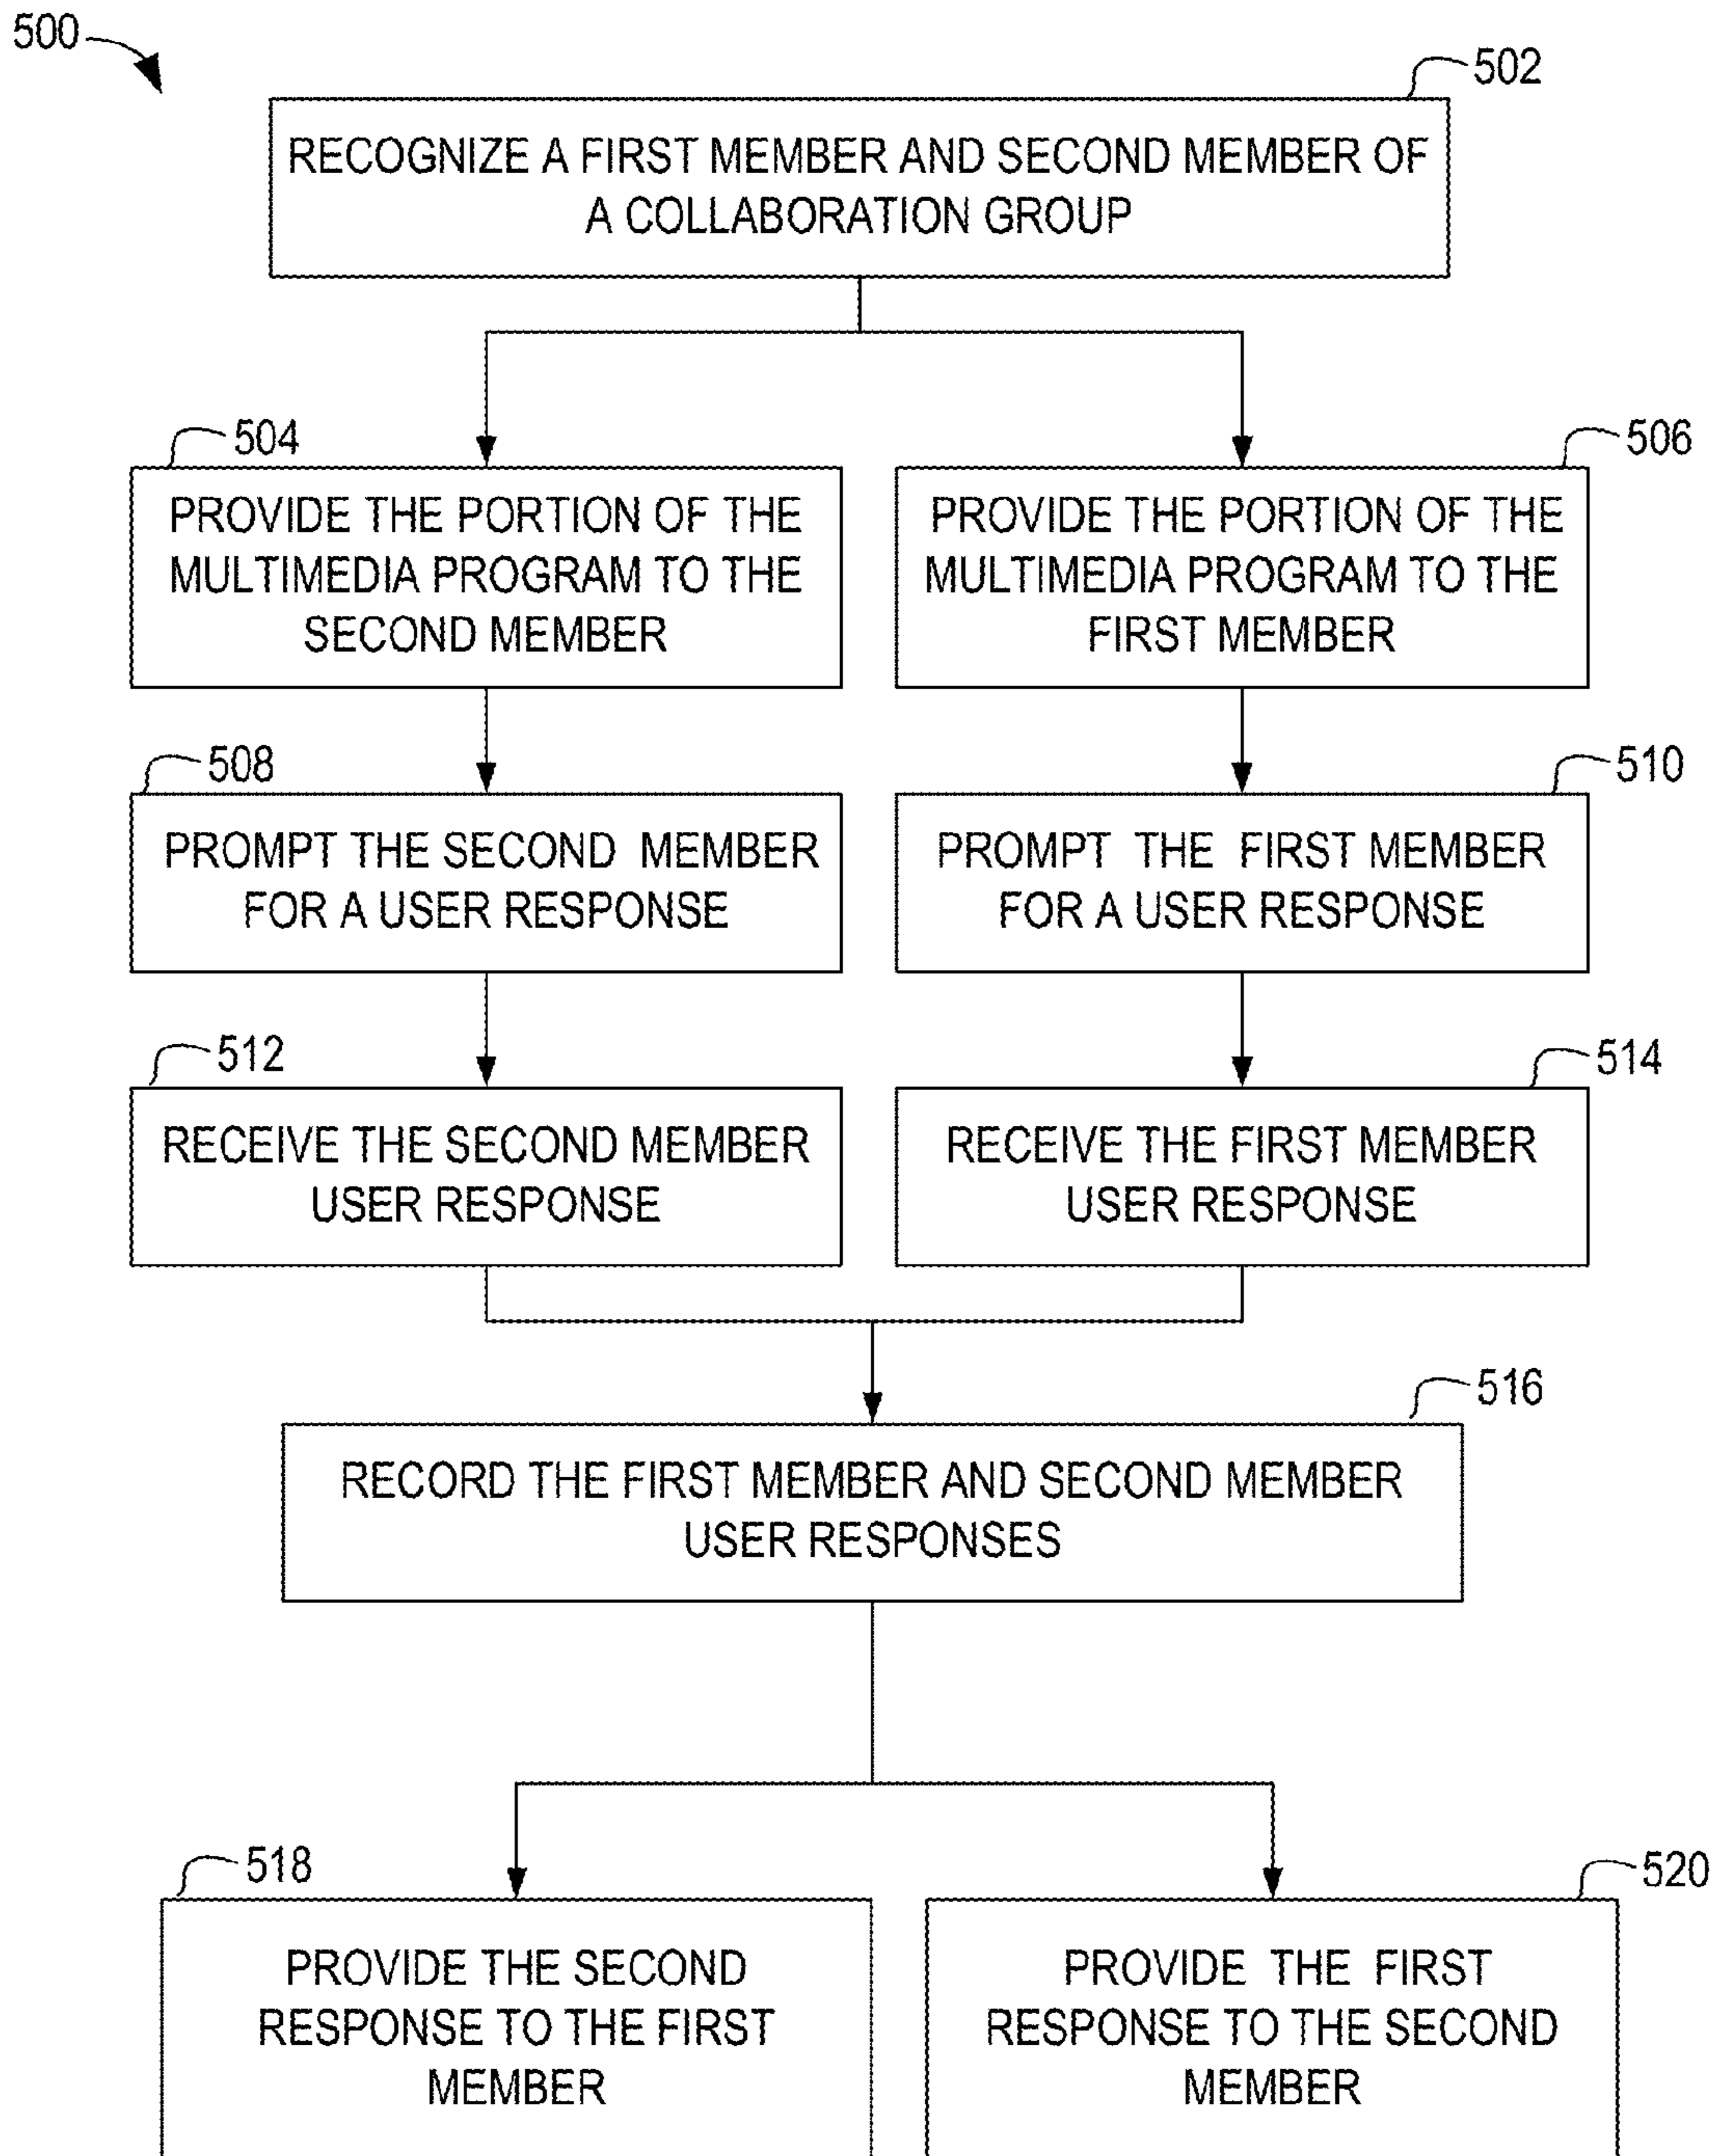 500
502
RECOGNIZE A FIRST MEMBER AND SECOND MEMBER OF
A COLLABORATION GROUP
504
PROVIDE THE PORTION OF THE
MULTIMEDIA PROGRAM TO THE
SECOND MEMBER
506
PROVIDE THE PORTION OF THE
MULTIMEDIA PROGRAM TO THE
FIRST MEMBER
508
PROMPT THE SECOND MEMBER
FOR A USER RESPONSE
510
PROMPT THE FIRST MEMBER
FOR A USER RESPONSE
512
RECEIVE THE SECOND MEMBER
USER RESPONSE
514
RECEIVE THE FIRST MEMBER
USER RESPONSE
516
RECORD THE FIRST MEMBER AND SECOND MEMBER
USER RESPONSES
518
PROVIDE THE SECOND
RESPONSE TO THE FIRST
MEMBER
520
PROVIDE THE FIRST
RESPONSE TO THE SECOND
MEMBER